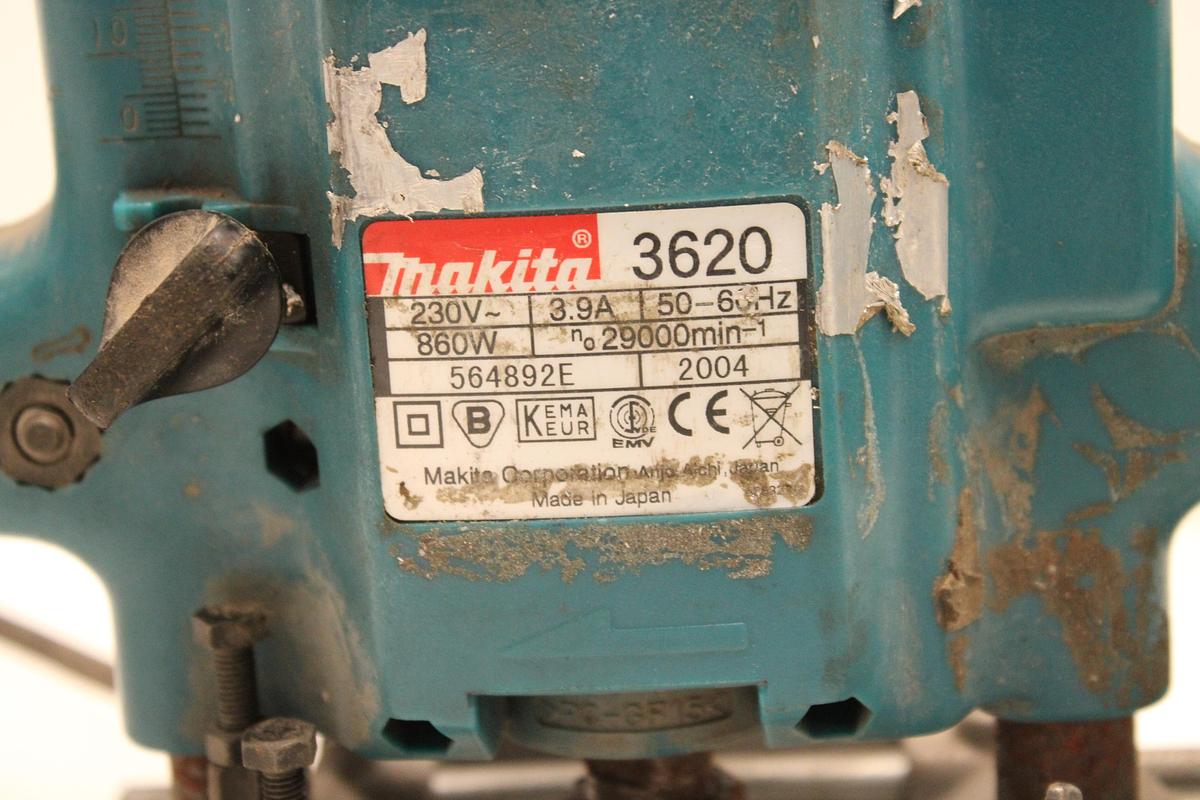 10
0
makita®
3620
230V~ 3.9A 50-60Hz
860W n₀ 29000min⁻¹
564892E 2004
B KEMA EUR EMV CE
Makita Corporation Anjo Aichi Japan
Made in Japan